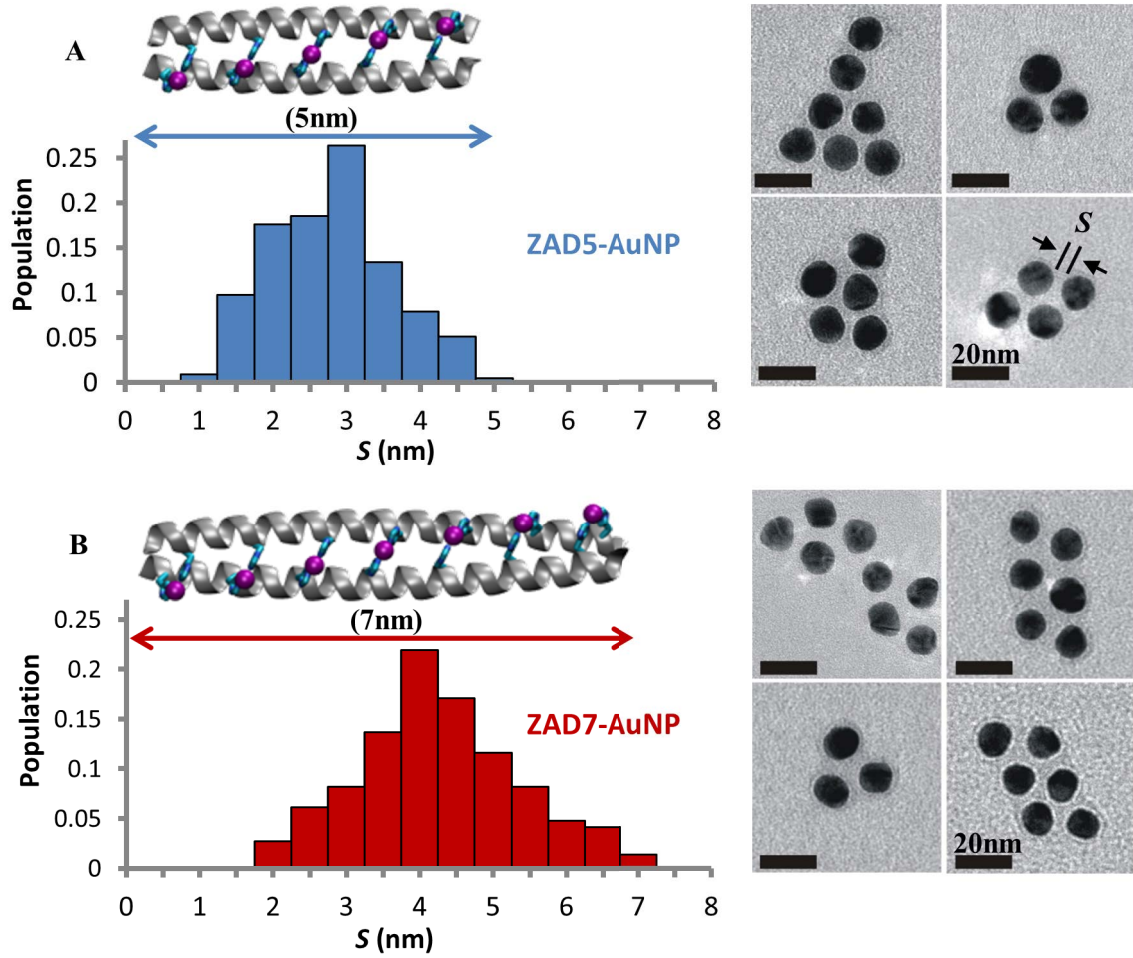 A
(5nm)
0.25
0.2
0.15
0.1
0.05
0
Population
ZAD5-AuNP
0 1 2 3 4 5 6 7 8
S (nm)
S
20nm
B
(7nm)
0.25
0.2
0.15
0.1
0.05
0
Population
ZAD7-AuNP
0 1 2 3 4 5 6 7 8
S (nm)
20nm